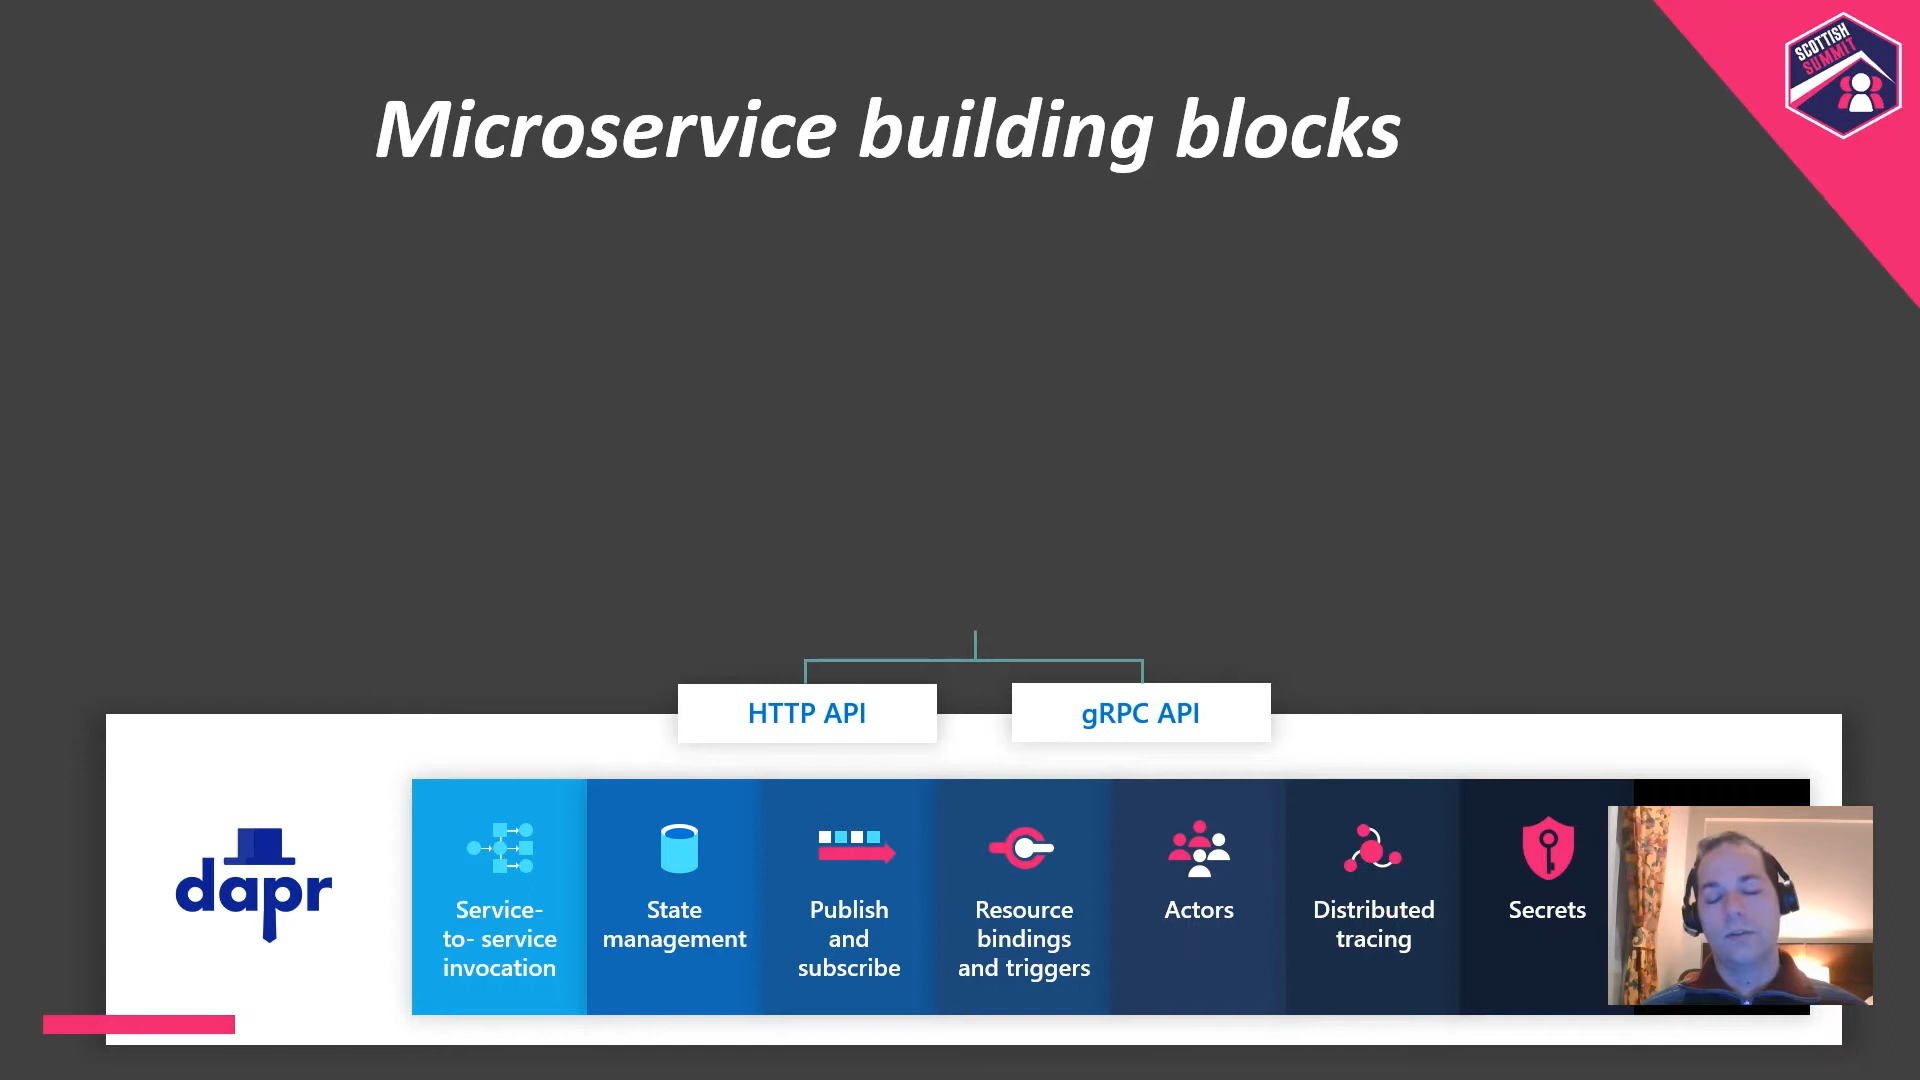 SCOTTISH
SUMMIT
Microservice building blocks
HTTP API
gRPC API
dapr
Service-
to- service
invocation
State
management
Publish
and
subscribe
Resource
bindings
and triggers
Actors
Distributed
tracing
Secrets